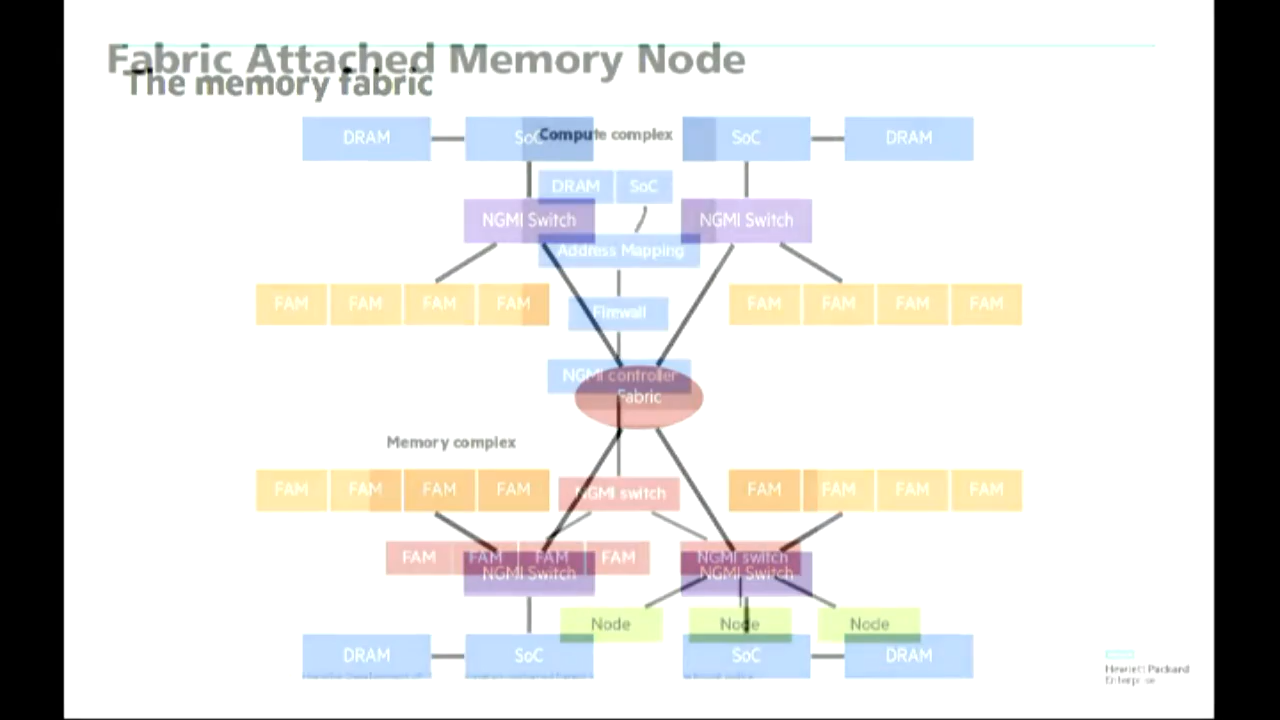 Fabric Attached Memory Node
The memory fabric
DRAM SoC Compute complex SoC DRAM
DRAM SoC
NGMI Switch NGMI Switch
Address Mapping
FAM FAM FAM FAM Firewall FAM FAM FAM FAM
NGMI controller
Fabric
Memory complex
FAM FAM FAM FAM NGMI switch FAM FAM FAM FAM
FAM FAM FAM FAM NGMI switch
NGMI Switch NGMI Switch
Node Node Node
DRAM SoC SoC DRAM
Hewlett Packard
Enterprise